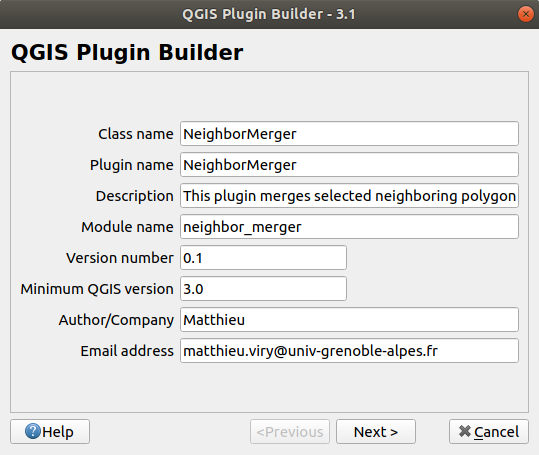 QGIS Plugin Builder - 3.1
QGIS Plugin Builder
Class name NeighborMerger
Plugin name NeighborMerger
Description This plugin merges selected neighboring polygon
Module name neighbor_merger
Version number 0.1
Minimum QGIS version 3.0
Author/Company Matthieu
Email address matthieu.viry@univ-grenoble-alpes.fr
Help <Previous Next > Cancel